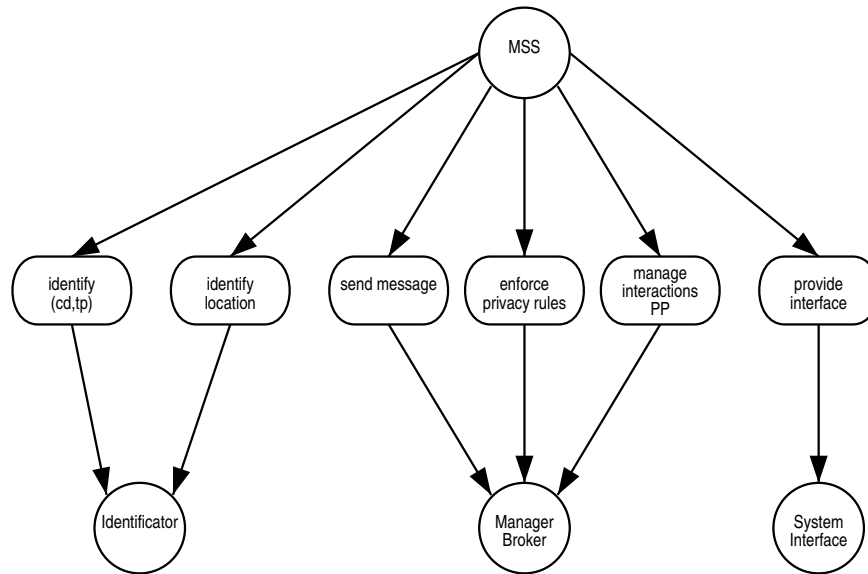 MSS
identify
(cd,tp)
identify
location
send message
enforce
privacy rules
manage
interactions
PP
provide
interface
Identificator
Manager
Broker
System
Interface